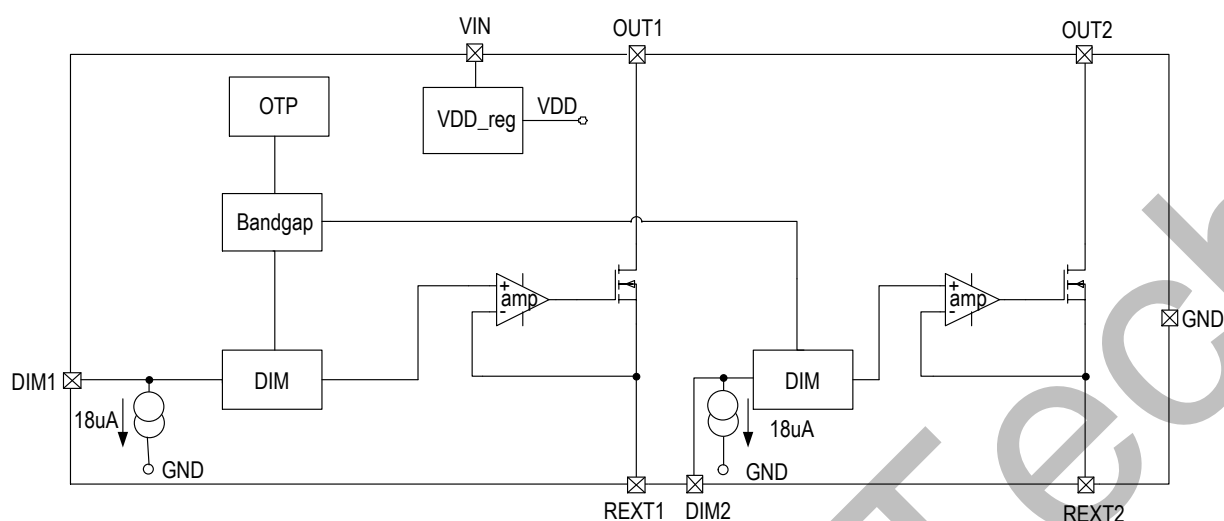 VIN
OUT1
OUT2
OTP
VDD_reg
VDD
Bandgap
+
amp
-
+
amp
-
GND
DIM1
DIM
DIM
18uA
GND
18uA
GND
REXT1
DIM2
REXT2
Tech